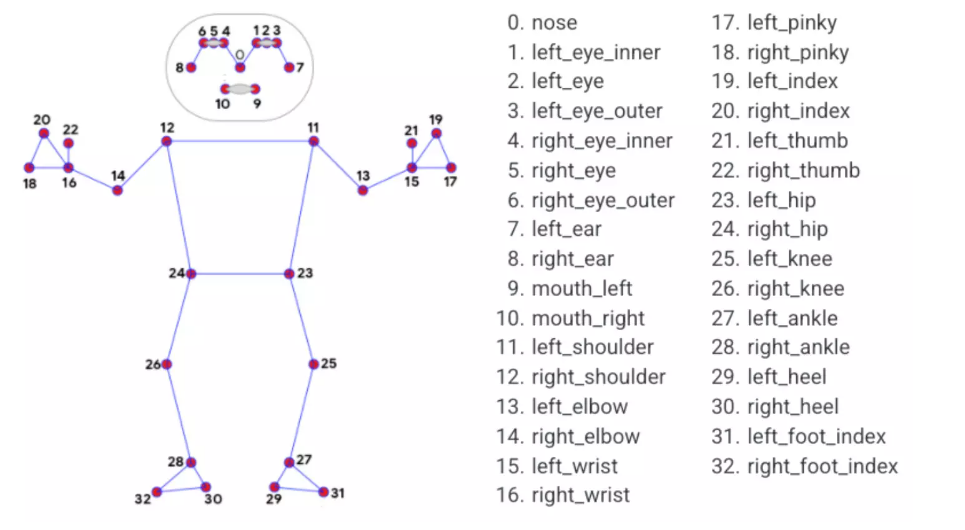 6 5 4 1 2 3
0
8 7
10 9
20 22 12 11 21 19
18 16 14 13 15 17
24 23
26 25
28 27
32 30 29 31
0. nose
1. left_eye_inner
2. left_eye
3. left_eye_outer
4. right_eye_inner
5. right_eye
6. right_eye_outer
7. left_ear
8. right_ear
9. mouth_left
10. mouth_right
11. left_shoulder
12. right_shoulder
13. left_elbow
14. right_elbow
15. left_wrist
16. right_wrist
17. left_pinky
18. right_pinky
19. left_index
20. right_index
21. left_thumb
22. right_thumb
23. left_hip
24. right_hip
25. left_knee
26. right_knee
27. left_ankle
28. right_ankle
29. left_heel
30. right_heel
31. left_foot_index
32. right_foot_index